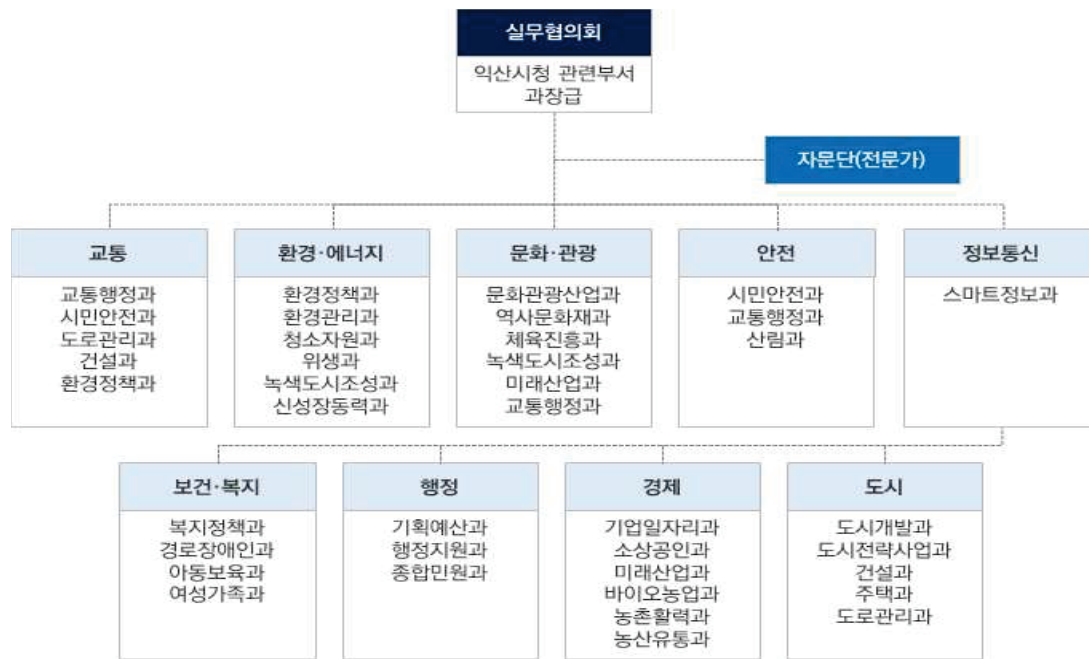 실무협의회
익산시청 관련부서
과장급
자문단(전문가)
교통
교통행정과
시민안전과
도로관리과
건설과
환경정책과
환경·에너지
환경정책과
환경관리과
청소자원과
위생과
녹색도시조성과
신성장동력과
문화·관광
문화관광산업과
역사문화재과
체육진흥과
녹색도시조성과
미래산업과
교통행정과
안전
시민안전과
교통행정과
산림과
정보통신
스마트정보과
보건·복지
복지정책과
경로장애인과
아동보육과
여성가족과
행정
기획예산과
행정지원과
종합민원과
경제
기업일자리과
소상공인과
미래산업과
바이오농업과
농촌활력과
농산유통과
도시
도시개발과
도시전략사업과
건설과
주택과
도로관리과